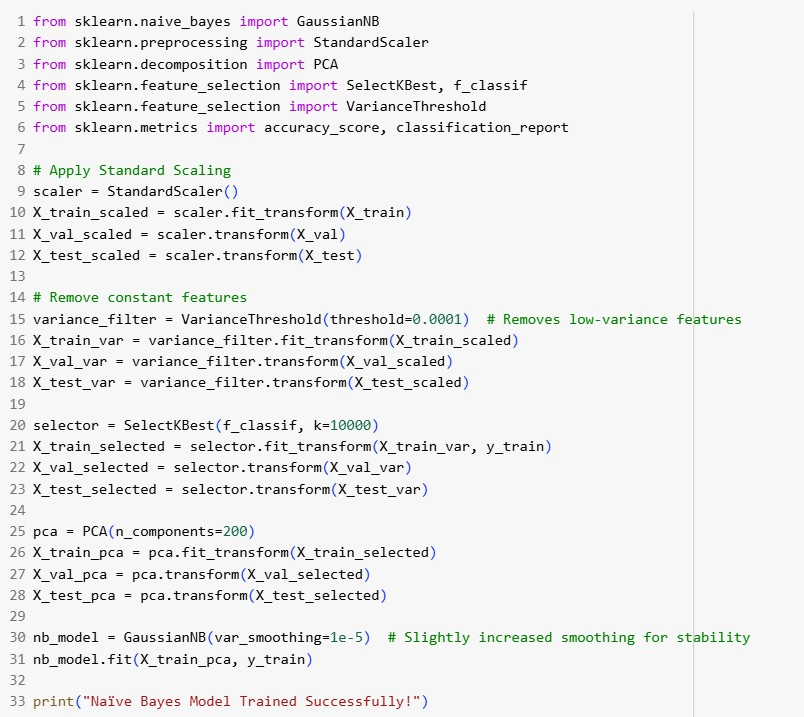 1 from sklearn.naive_bayes import GaussianNB
2 from sklearn.preprocessing import StandardScaler
3 from sklearn.decomposition import PCA
4 from sklearn.feature_selection import SelectKBest, f_classif
5 from sklearn.feature_selection import VarianceThreshold
6 from sklearn.metrics import accuracy_score, classification_report
7
8 # Apply Standard Scaling
9 scaler = StandardScaler()
10 X_train_scaled = scaler.fit_transform(X_train)
11 X_val_scaled = scaler.transform(X_val)
12 X_test_scaled = scaler.transform(X_test)
13
14 # Remove constant features
15 variance_filter = VarianceThreshold(threshold=0.0001)  # Removes low-variance features
16 X_train_var = variance_filter.fit_transform(X_train_scaled)
17 X_val_var = variance_filter.transform(X_val_scaled)
18 X_test_var = variance_filter.transform(X_test_scaled)
19
20 selector = SelectKBest(f_classif, k=10000)
21 X_train_selected = selector.fit_transform(X_train_var, y_train)
22 X_val_selected = selector.transform(X_val_var)
23 X_test_selected = selector.transform(X_test_var)
24
25 pca = PCA(n_components=200)
26 X_train_pca = pca.fit_transform(X_train_selected)
27 X_val_pca = pca.transform(X_val_selected)
28 X_test_pca = pca.transform(X_test_selected)
29
30 nb_model = GaussianNB(var_smoothing=1e-5)  # Slightly increased smoothing for stability
31 nb_model.fit(X_train_pca, y_train)
32
33 print("Naïve Bayes Model Trained Successfully!")